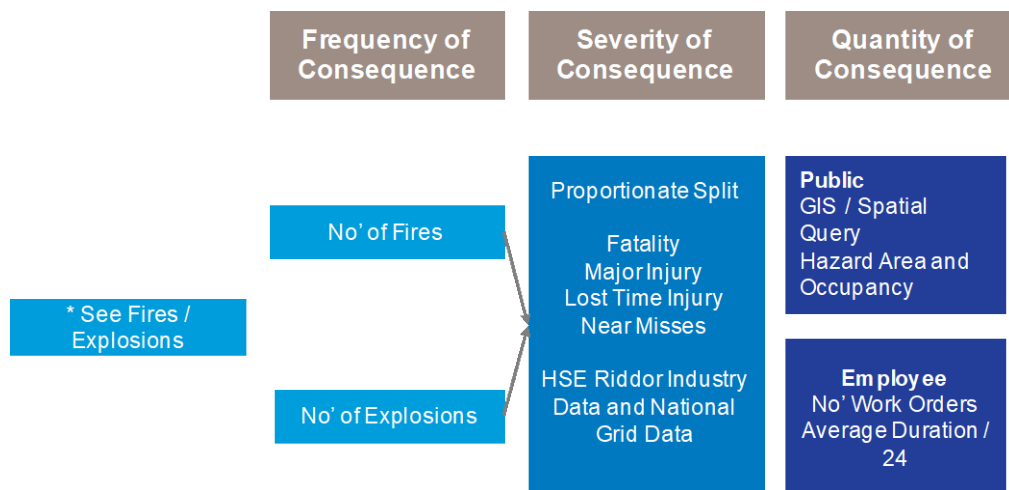 Frequency of
Consequence
Severity of
Consequence
Quantity of
Consequence
* See Fires /
Explosions
No' of Fires
No' of Explosions
Proportionate Split
Fatality
Major Injury
Lost Time Injury
Near Misses
HSE Riddor Industry
Data and National
Grid Data
Public
GIS / Spatial
Query
Hazard Area and
Occupancy
Employee
No' Work Orders
Average Duration /
24